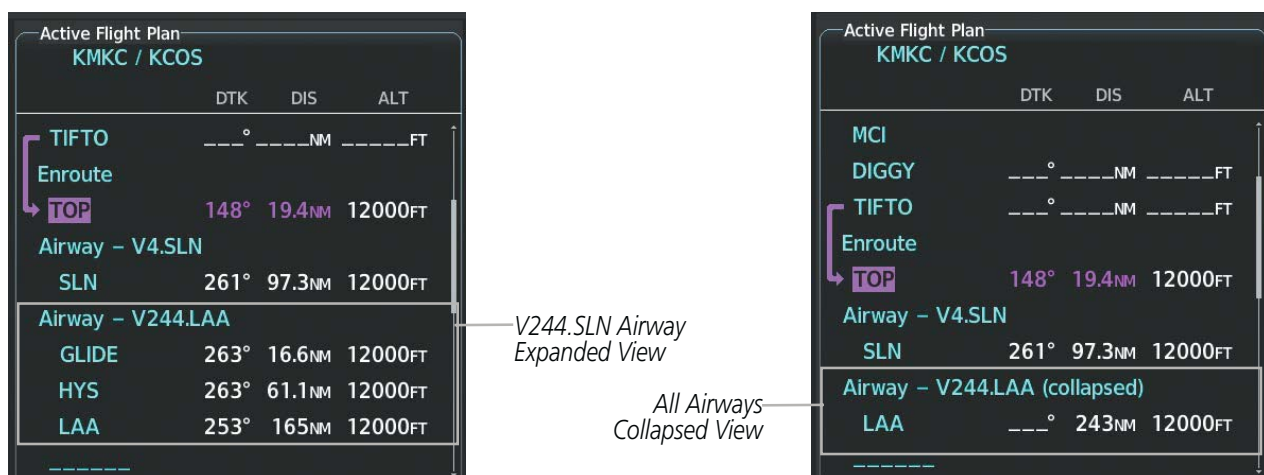 Active Flight Plan
KMKC / KCOS
DTK DIS ALT
TIFTO ___° ____NM _____FT
Enroute
TOP 148° 19.4NM 12000FT
Airway – V4.SLN
SLN 261° 97.3NM 12000FT
Airway – V244.LAA
GLIDE 263° 16.6NM 12000FT
HYS 263° 61.1NM 12000FT
LAA 253° 165NM 12000FT
______
V244.SLN Airway
Expanded View
All Airways
Collapsed View
Active Flight Plan
KMKC / KCOS
DTK DIS ALT
MCI
DIGGY ___° ____NM _____FT
TIFTO ___° ____NM _____FT
Enroute
TOP 148° 19.4NM 12000FT
Airway – V4.SLN
SLN 261° 97.3NM 12000FT
Airway – V244.LAA (collapsed)
LAA ___° 243NM 12000FT
______